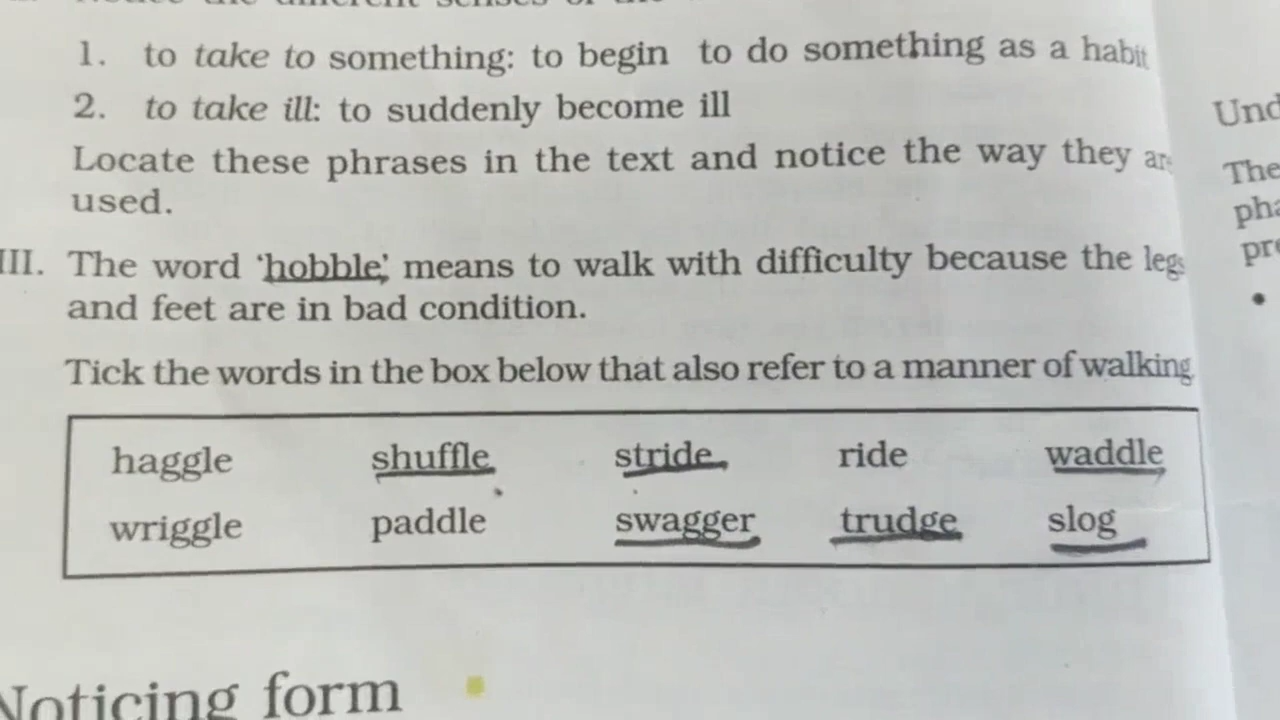 1. to take to something: to begin to do something as a habit
2. to take ill: to suddenly become ill
Locate these phrases in the text and notice the way they are
used.
III. The word ‘hobble’ means to walk with difficulty because the legs
and feet are in bad condition.
Tick the words in the box below that also refer to a manner of walking
haggle shuffle stride ride waddle
wriggle paddle swagger trudge slog
Noticing form
Und
The
pha
pro